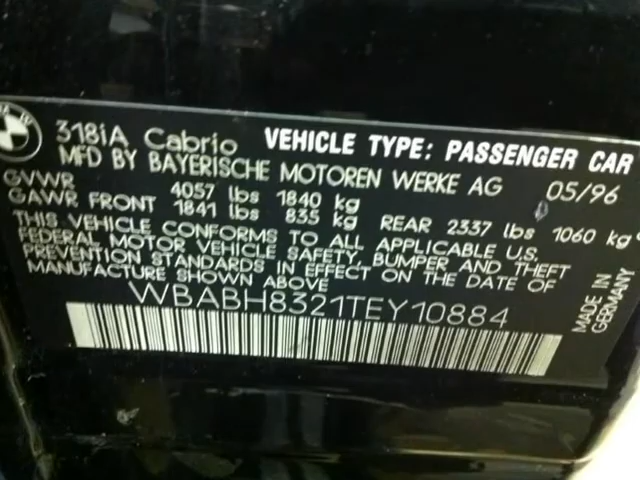 318iA Cabrio VEHICLE TYPE: PASSENGER CAR
MFD BY BAYERISCHE MOTOREN WERKE AG 05/96
GVWR 4057 lbs 1840 kg
GAWR FRONT 1841 lbs 835 kg REAR 2337 lbs 1060 kg
THIS VEHICLE CONFORMS TO ALL APPLICABLE U.S.
FEDERAL MOTOR VEHICLE SAFETY, BUMPER AND THEFT
PREVENTION STANDARDS IN EFFECT ON THE DATE OF
MANUFACTURE SHOWN ABOVE
WBABH8321TEY10884
MADE IN
GERMANY